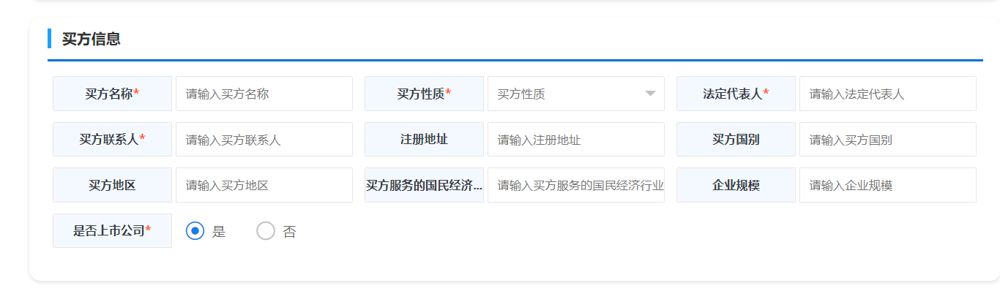 买方信息
买方名称* 请输入买方名称 买方性质* 买方性质 法定代表人* 请输入法定代表人
买方联系人* 请输入买方联系人 注册地址 请输入注册地址 买方国别 请输入买方国别
买方地区 请输入买方地区 买方服务的国民经济... 请输入买方服务的国民经济行业 企业规模 请输入企业规模
是否上市公司* 是 否